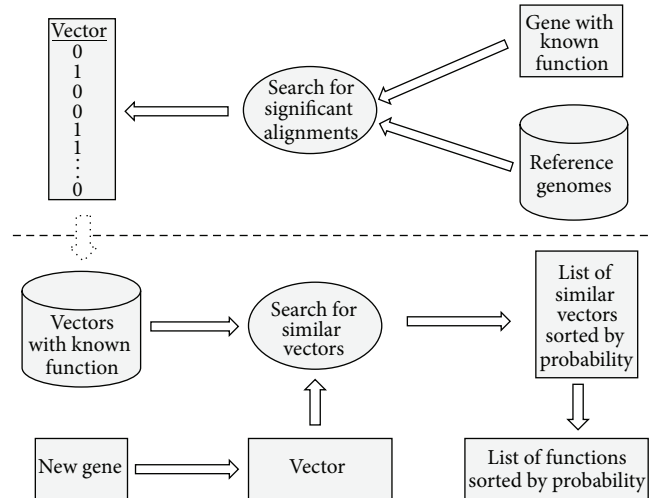 Vector
0
1
0
0
1
1
⋮
0
Search for
significant
alignments
Gene with
known
function
Reference
genomes
Vectors
with known
function
Search for
similar
vectors
List of
similar
vectors
sorted by
probability
New gene
Vector
List of functions
sorted by probability